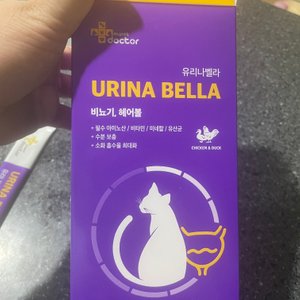 doctor
유리나벨라
URINA BELLA
비뇨기, 헤어볼
+ 필수 아미노산 / 비타민 / 미네랄 / 유산균
+ 수분 보충
+ 소화 흡수율 최대화
CHICKEN & DUCK
URINA